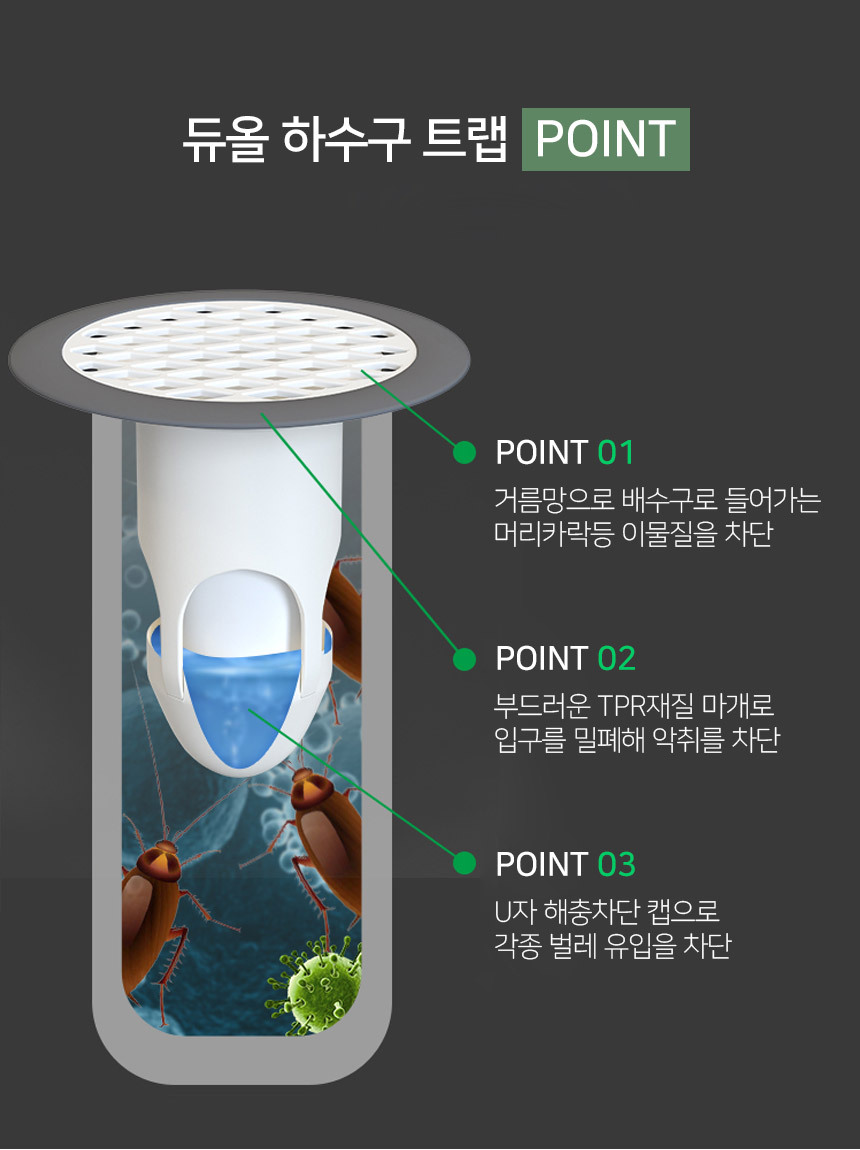 듀올 하수구 트랩 POINT
POINT 01
거름망으로 배수구로 들어가는
머리카락등 이물질을 차단
POINT 02
부드러운 TPR재질 마개로
입구를 밀폐해 악취를 차단
POINT 03
U자 해충차단 캡으로
각종 벌레 유입을 차단